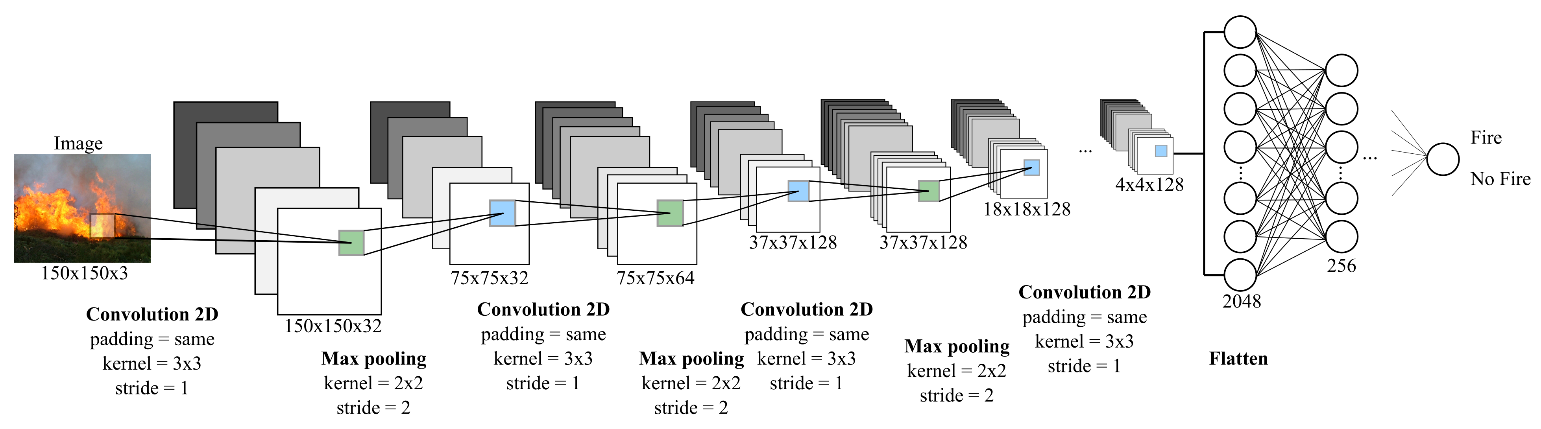 Image
150x150x3
Convolution 2D
padding = same
kernel = 3x3
stride = 1
150x150x32
Max pooling
kernel = 2x2
stride = 2
75x75x32
Convolution 2D
padding = same
kernel = 3x3
stride = 1
75x75x64
Max pooling
kernel = 2x2
stride = 2
37x37x128
Convolution 2D
padding = same
kernel = 3x3
stride = 1
37x37x128
Max pooling
kernel = 2x2
stride = 2
18x18x128
Convolution 2D
padding = same
kernel = 3x3
stride = 1
...
4x4x128
2048
Flatten
256
...
Fire
No Fire